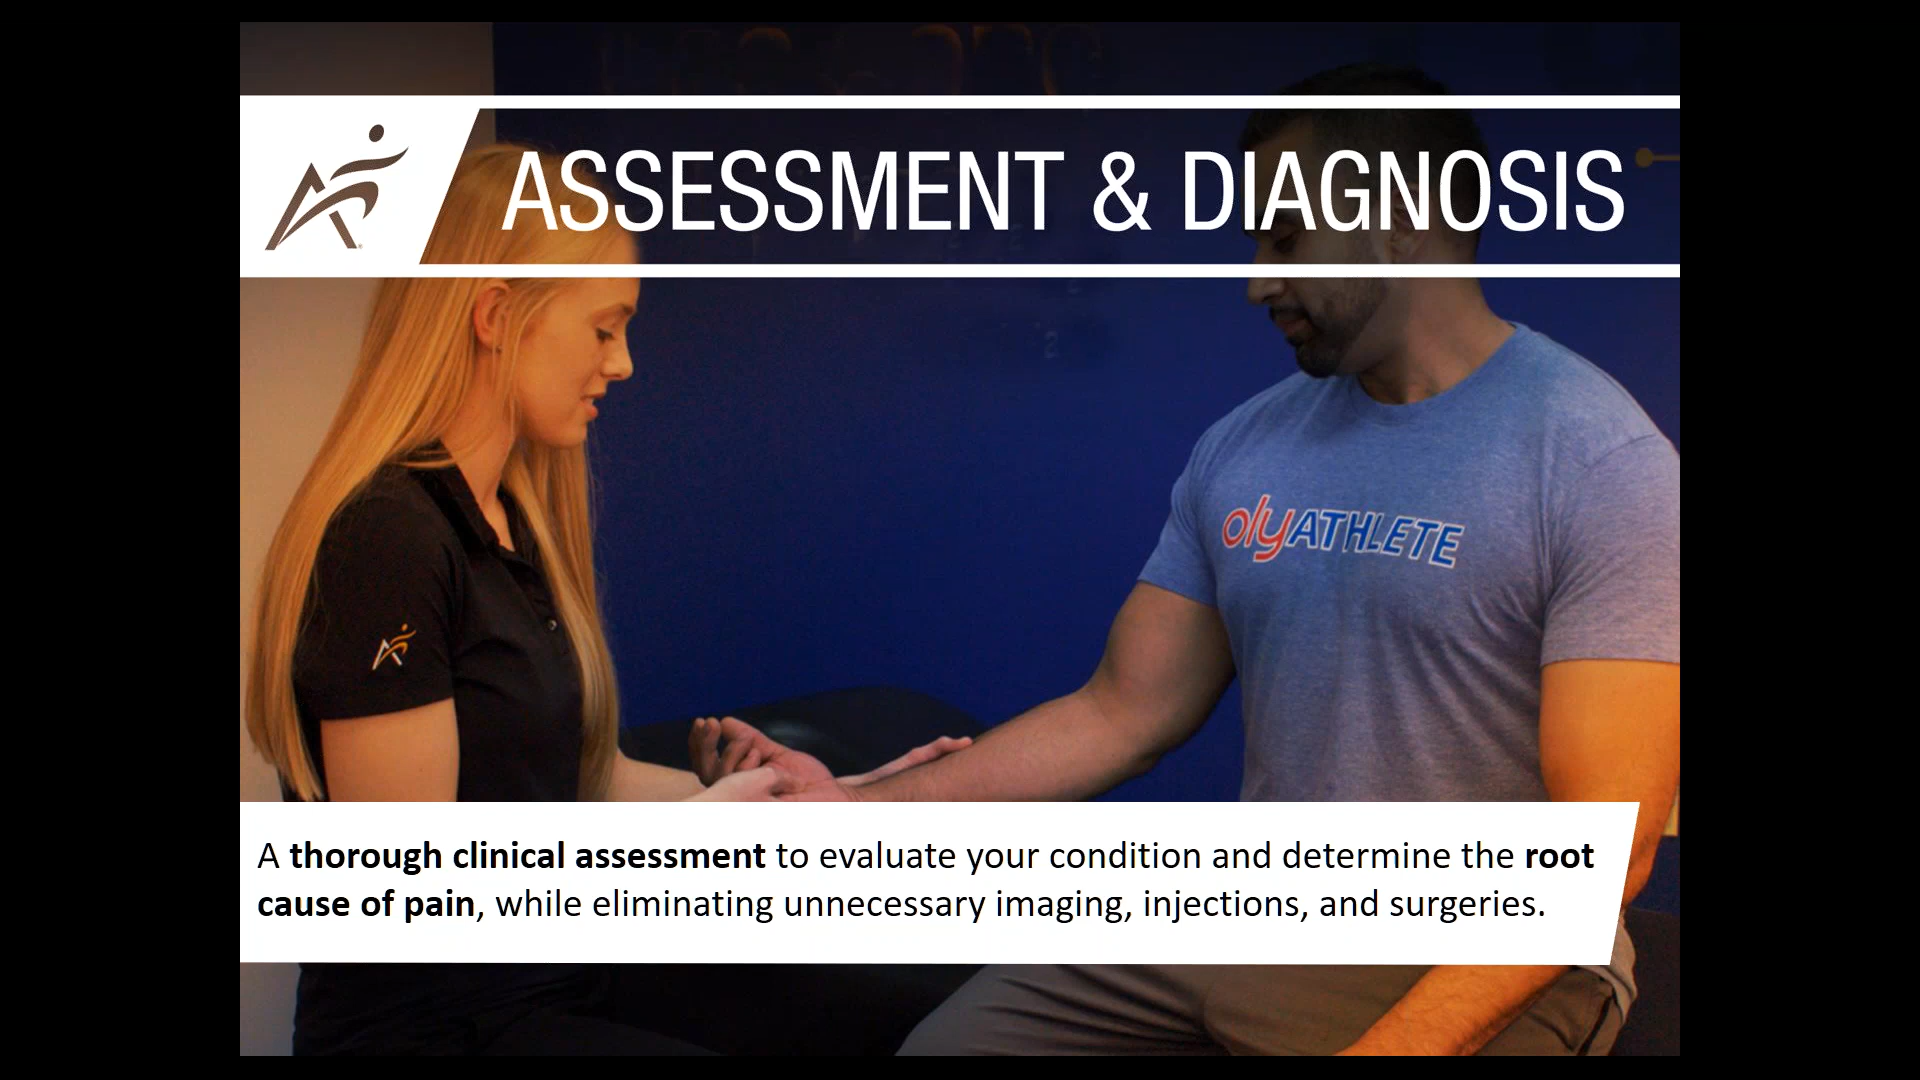 ASSESSMENT & DIAGNOSIS
olyATHLETE
A thorough clinical assessment to evaluate your condition and determine the root
cause of pain, while eliminating unnecessary imaging, injections, and surgeries.